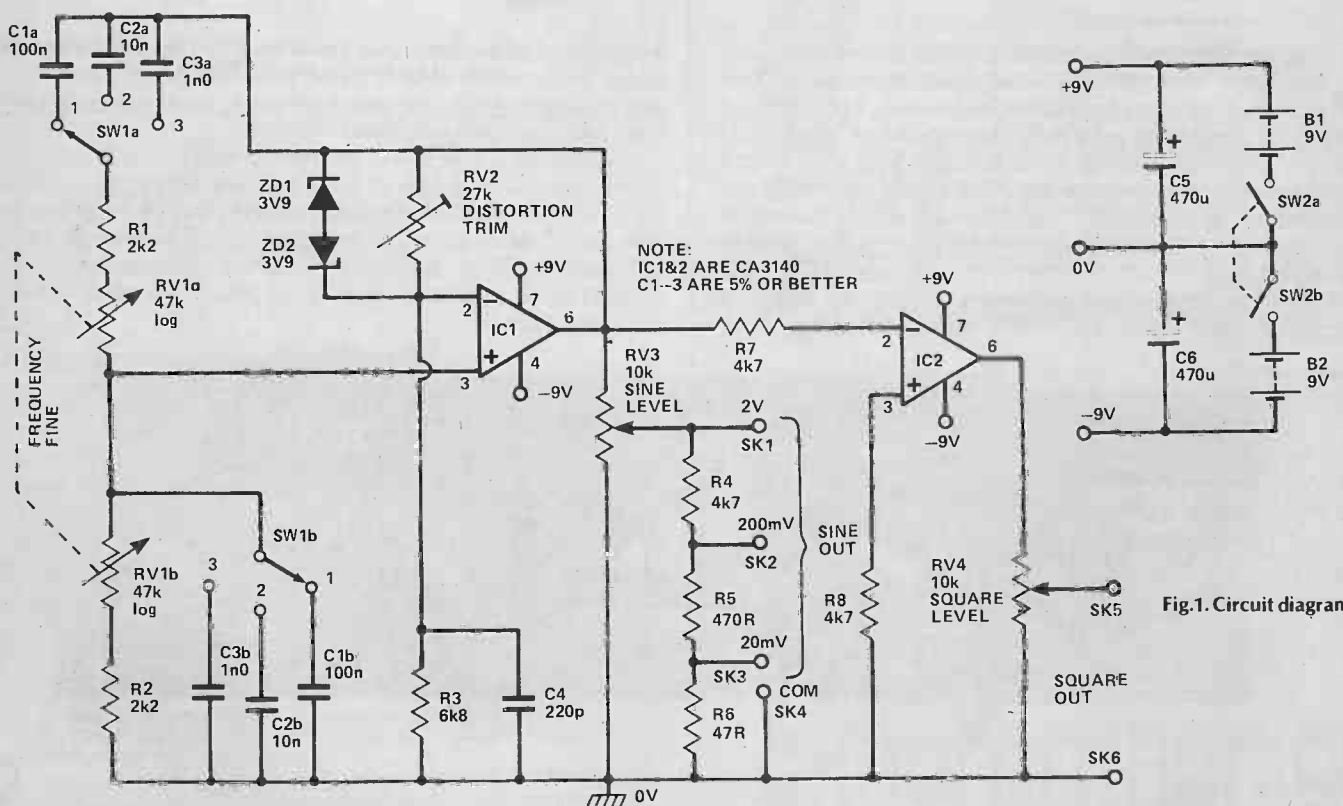 C1a
100n
C2a
10n
C3a
1n0
1
2
3
SW1a
R1
2k2
RV1a
47k
log
FREQUENCY
FINE
RV1b
47k
log
R2
2k2
SW1b
3
2
1
C3b
1n0
C2b
10n
C1b
100n
ZD1
3V9
ZD2
3V9
RV2
27k
DISTORTION
TRIM
+9V
7
2
−
IC1
6
+
3
4
−9V
R3
6k8
C4
220p
NOTE:
IC1&2 ARE CA3140
C1--3 ARE 5% OR BETTER
RV3
10k
SINE
LEVEL
R7
4k7
2V
SK1
R4
4k7
200mV
SK2
R5
470R
20mV
SK3
COM
SK4
R6
47R
SINE
OUT
0V
+9V
7
2
−
IC2
6
+
3
4
−9V
R8
4k7
RV4
10k
SQUARE
LEVEL
SK5
SQUARE
OUT
SK6
+9V
+
C5
470u
0V
+
C6
470u
−9V
B1
9V
SW2a
SW2b
B2
9V
Fig.1. Circuit diagram